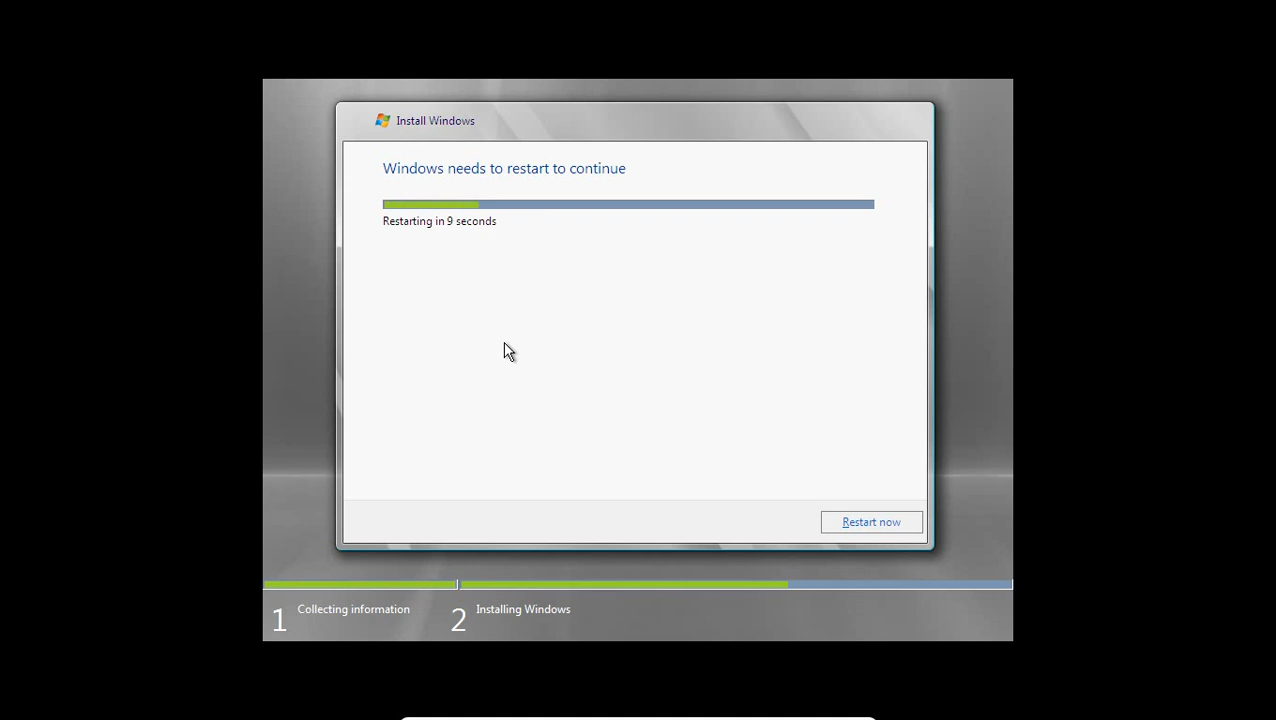 Install Windows
Windows needs to restart to continue
Restarting in 9 seconds
Restart now
1 Collecting information
2 Installing Windows